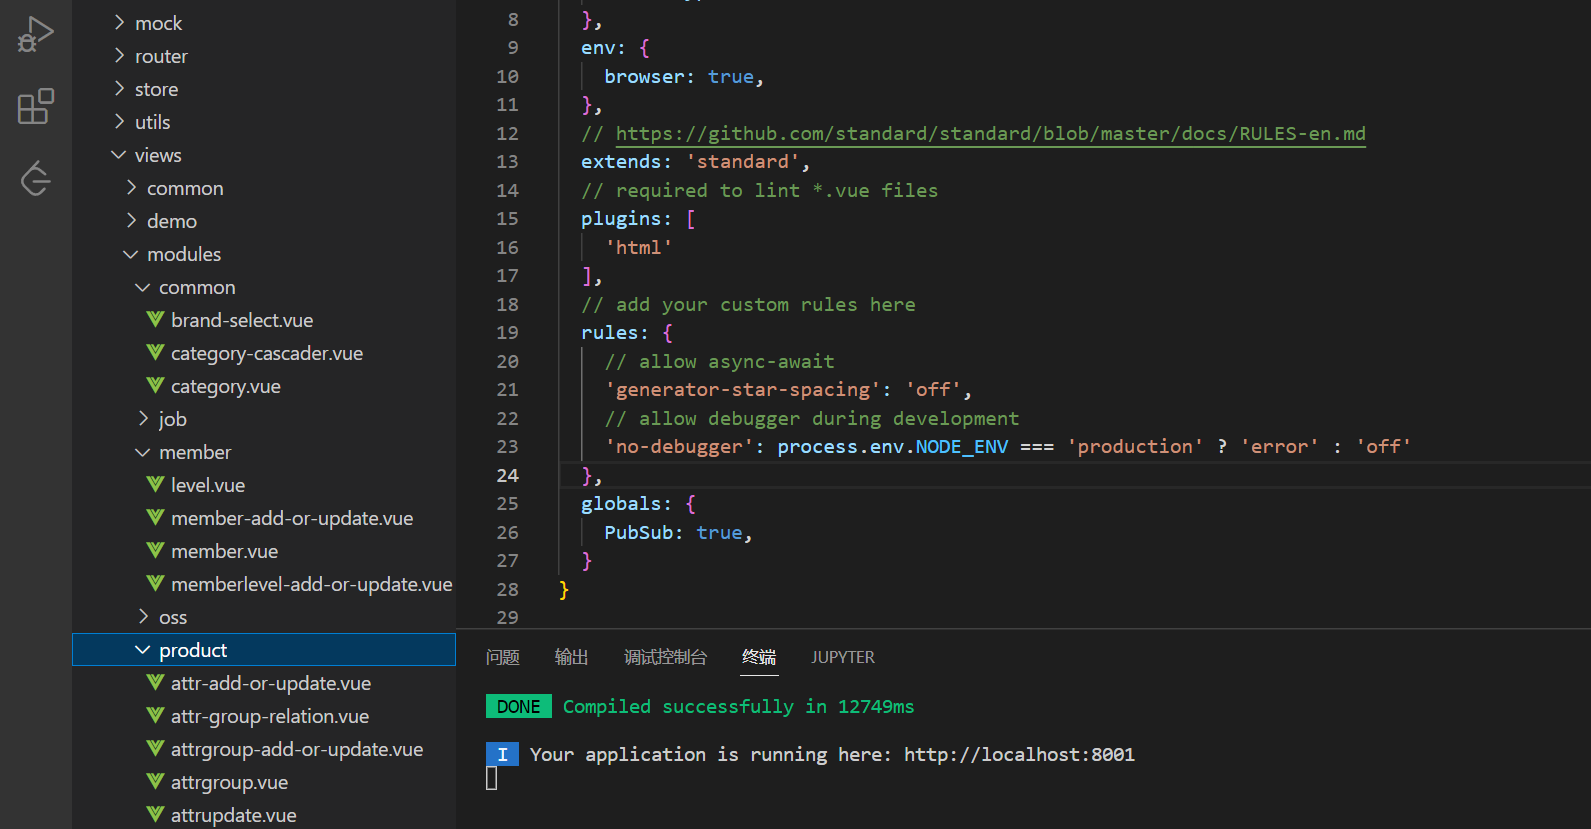 mock
router
store
utils
views
common
demo
modules
common
brand-select.vue
category-cascader.vue
category.vue
job
member
level.vue
member-add-or-update.vue
member.vue
memberlevel-add-or-update.vue
oss
product
attr-add-or-update.vue
attr-group-relation.vue
attrgroup-add-or-update.vue
attrgroup.vue
attrupdate.vue
8 },
9 env: {
10 browser: true,
11 },
12 // https://github.com/standard/standard/blob/master/docs/RULES-en.md
13 extends: 'standard',
14 // required to lint *.vue files
15 plugins: [
16 'html'
17 ],
18 // add your custom rules here
19 rules: {
20 // allow async-await
21 'generator-star-spacing': 'off',
22 // allow debugger during development
23 'no-debugger': process.env.NODE_ENV === 'production' ? 'error' : 'off'
24 },
25 globals: {
26 PubSub: true,
27 }
28 }
29
问题 输出 调试控制台 终端 JUPYTER
DONE Compiled successfully in 12749ms
I Your application is running here: http://localhost:8001